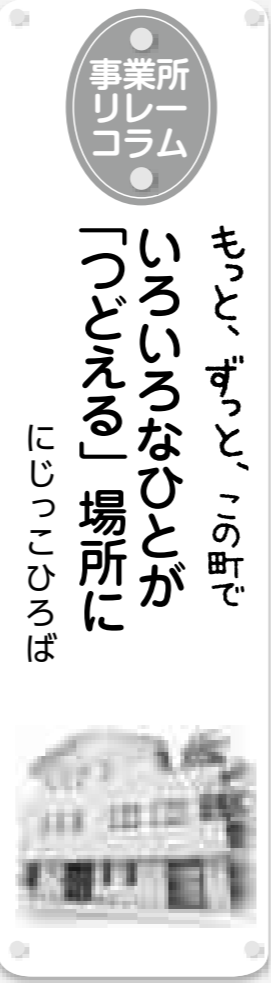 事業所
リレー
コラム
もっと、ずっと、この町で
いろいろなひとが
「つどえる」場所に
にじっこひろば